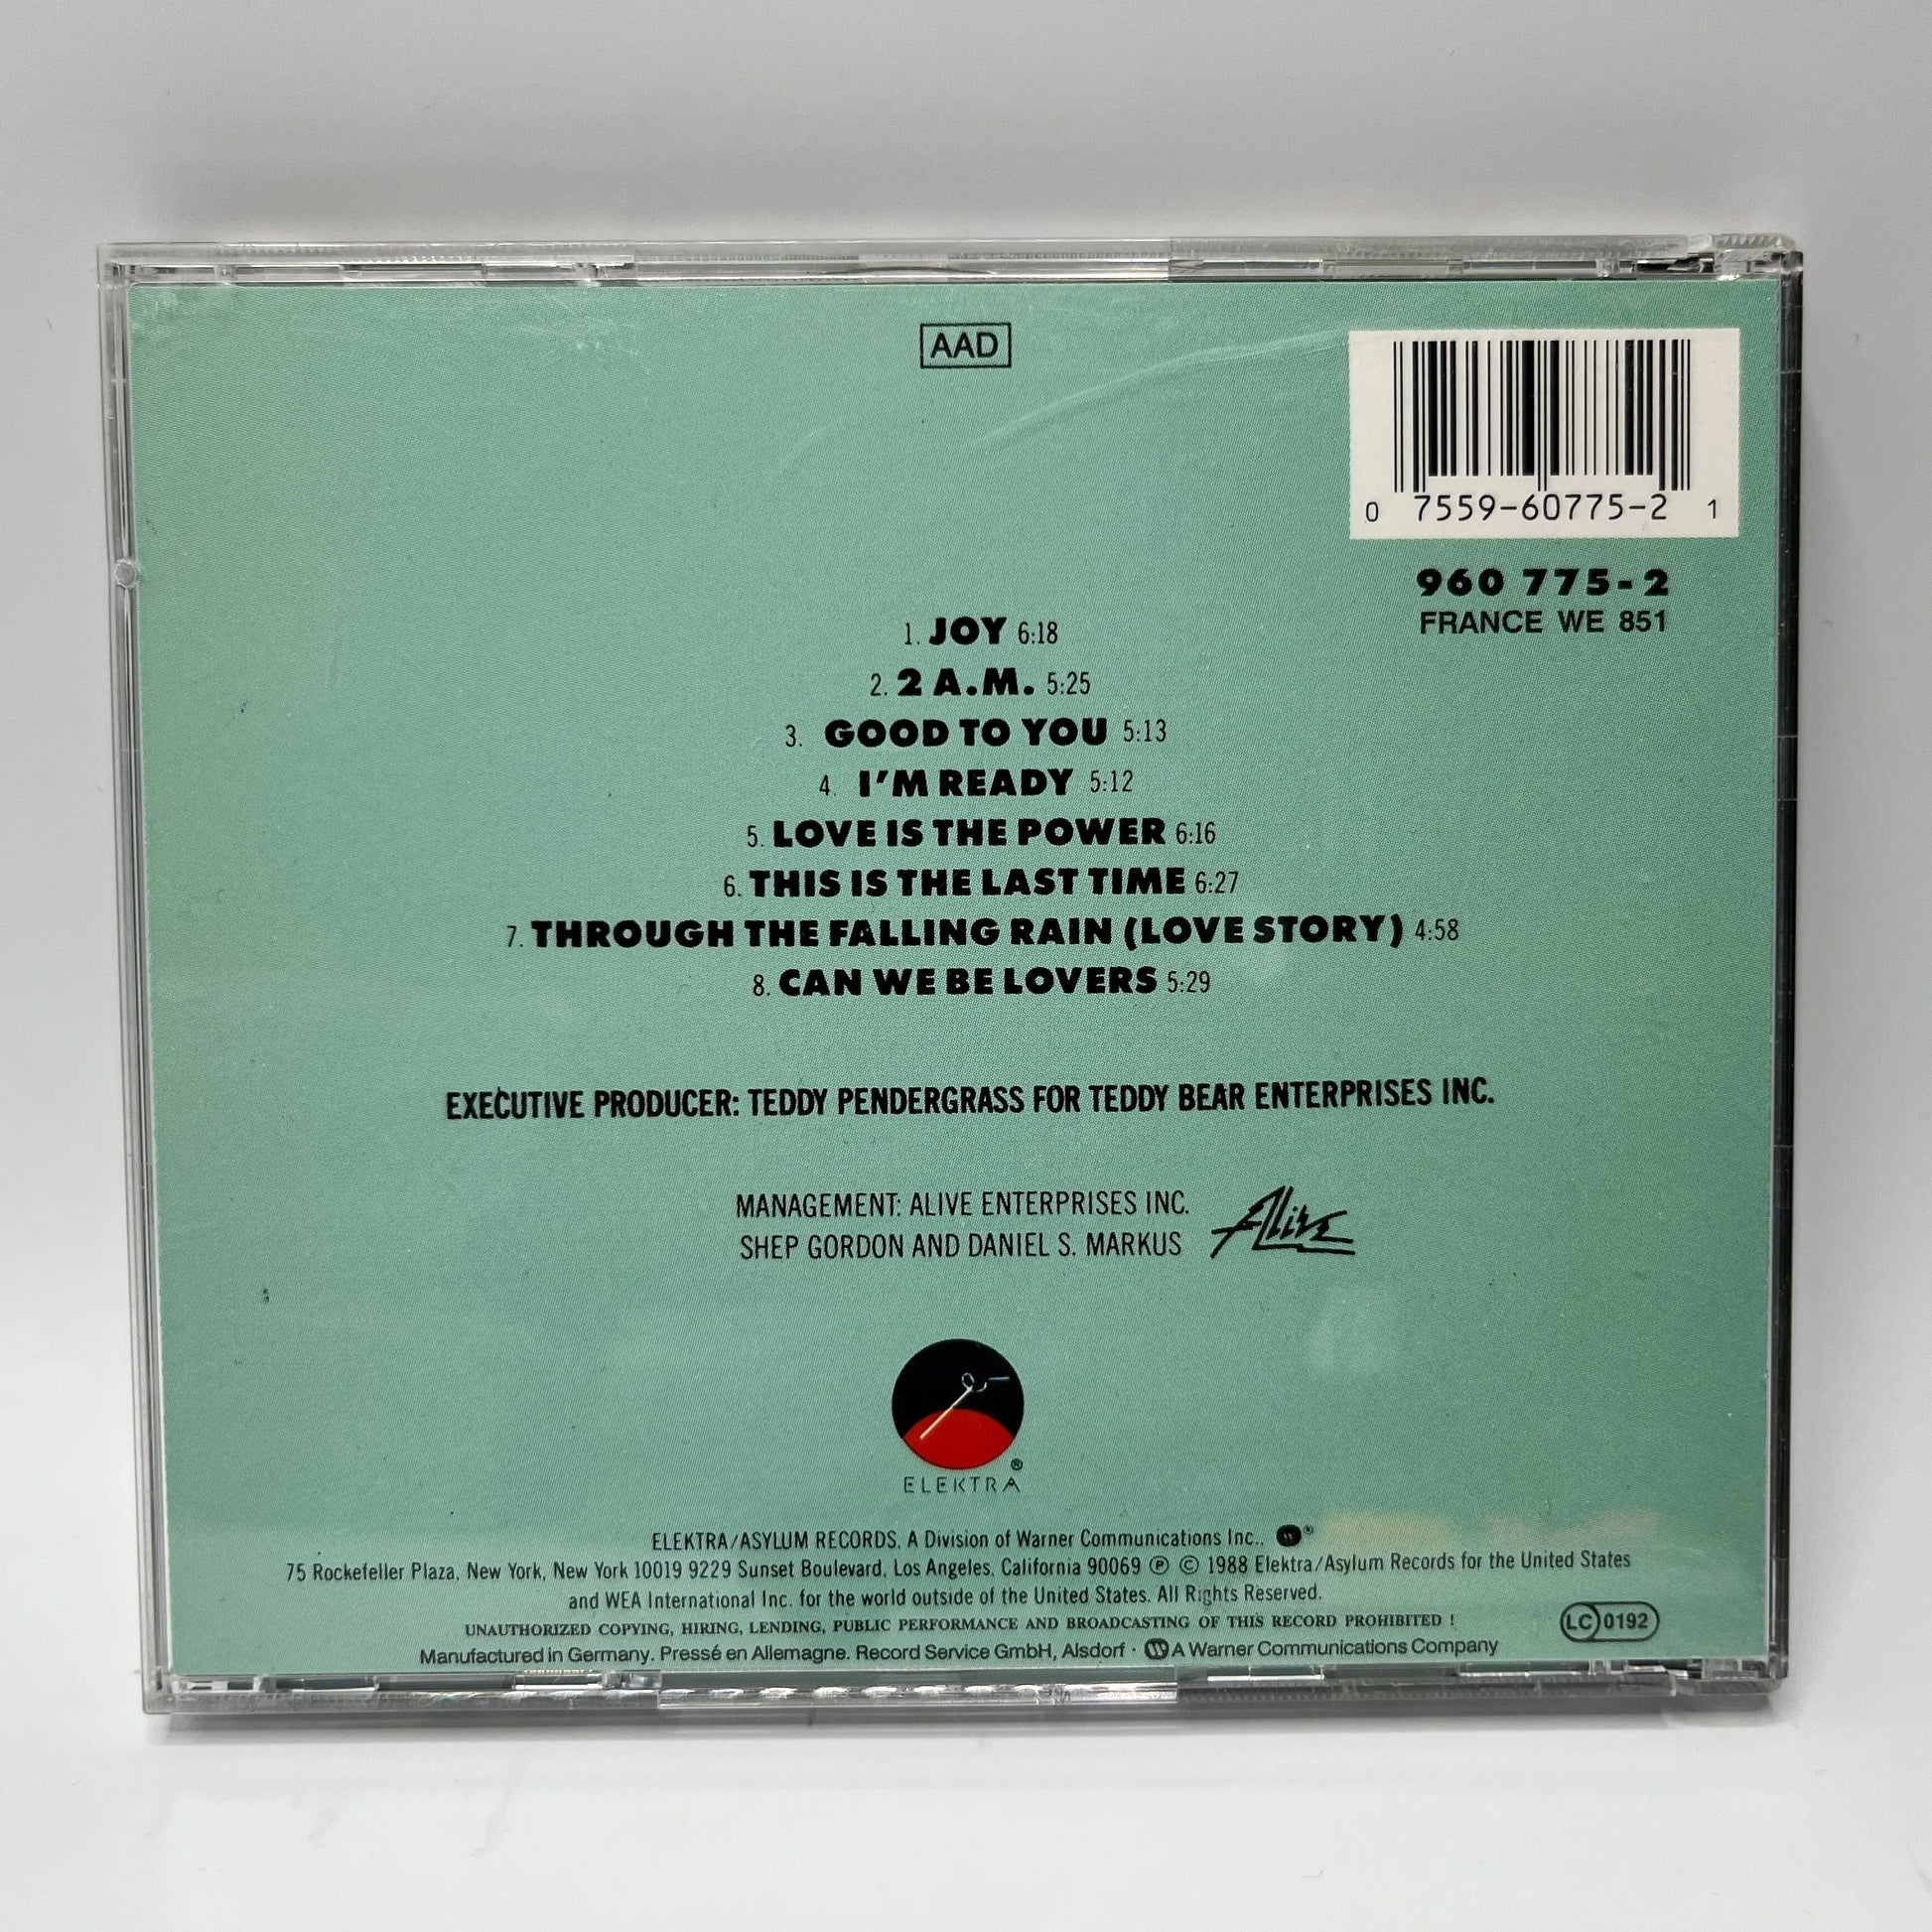 AAD
0 7559-60775-2 1
960 775-2
FRANCE WE 851
1. JOY 6:18
2. 2 A.M. 5:25
3. GOOD TO YOU 5:13
4. I'M READY 5:12
5. LOVE IS THE POWER 6:16
6. THIS IS THE LAST TIME 6:27
7. THROUGH THE FALLING RAIN (LOVE STORY) 4:58
8. CAN WE BE LOVERS 5:29
EXECUTIVE PRODUCER: TEDDY PENDERGRASS FOR TEDDY BEAR ENTERPRISES INC.
MANAGEMENT: ALIVE ENTERPRISES INC.
SHEP GORDON AND DANIEL S. MARKUS
Alive
ELEKTRA ®
ELEKTRA/ASYLUM RECORDS. A Division of Warner Communications Inc., ®
75 Rockefeller Plaza, New York, New York 10019 9229 Sunset Boulevard, Los Angeles, California 90069 ℗ © 1988 Elektra/Asylum Records for the United States
and WEA International Inc. for the world outside of the United States. All Rights Reserved.
UNAUTHORIZED COPYING, HIRING, LENDING, PUBLIC PERFORMANCE AND BROADCASTING OF THIS RECORD PROHIBITED !
LC 0192
Manufactured in Germany. Pressé en Allemagne. Record Service GmbH, Alsdorf · A Warner Communications Company